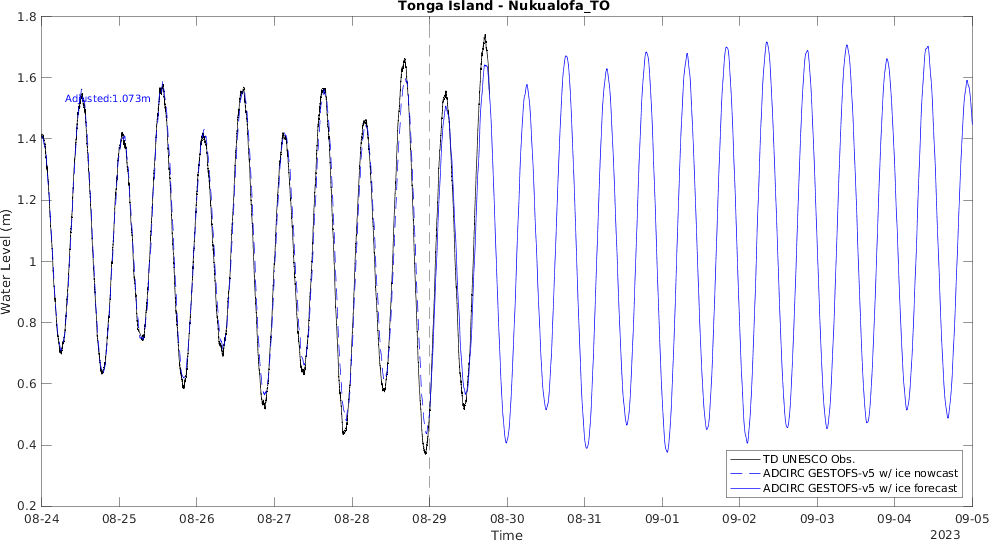 Tonga Island - Nukualofa_TO
1.8
1.6
1.4
1.2
1
0.8
0.6
0.4
0.2
Water Level (m)
Adjusted:1.073m
TD UNESCO Obs.
ADCIRC GESTOFS-v5 w/ ice nowcast
ADCIRC GESTOFS-v5 w/ ice forecast
08-24 08-25 08-26 08-27 08-28 08-29 08-30 08-31 09-01 09-02 09-03 09-04 09-05
Time
2023